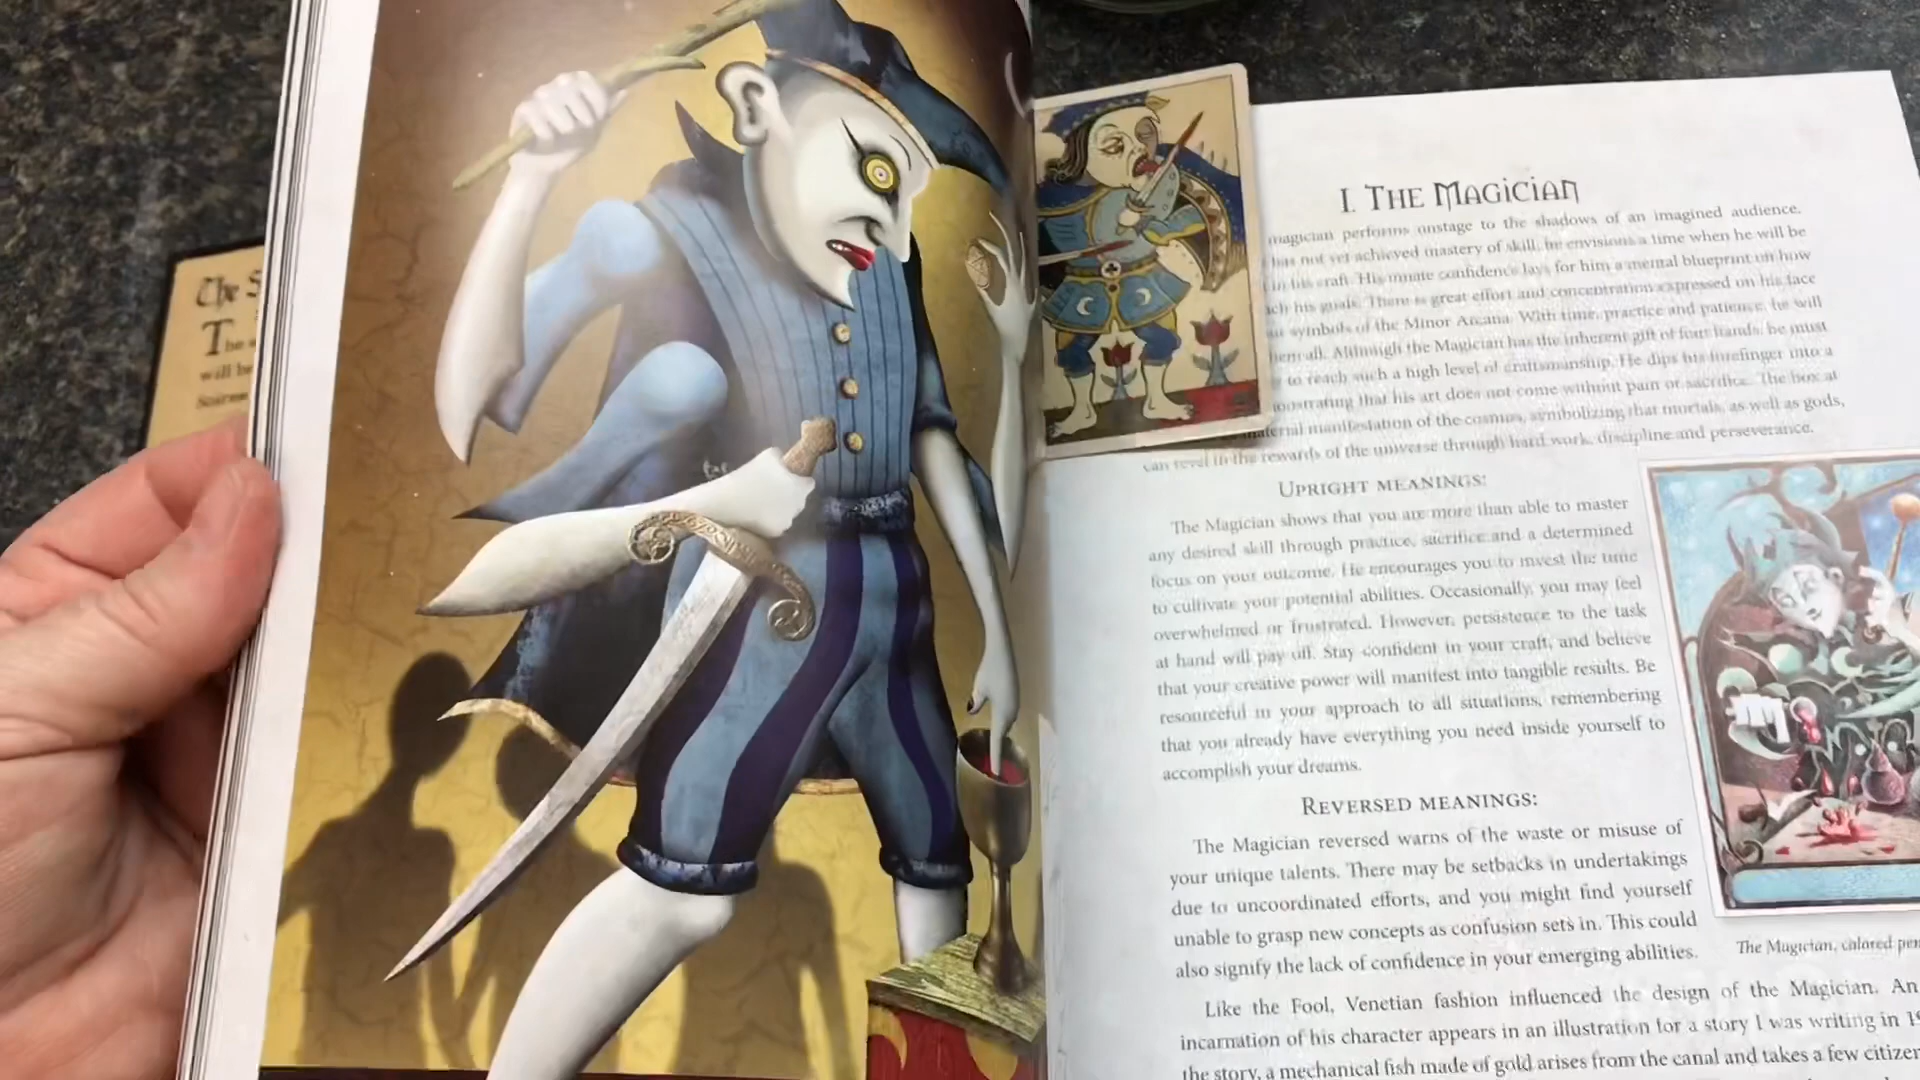 The S
The
will be
I. The Magician
magician performs onstage to the shadows of an imagined audience.
has not yet achieved mastery of skill, he envisions a time when he will be
in his craft. His innate confidence lays for him a mental blueprint on how
his goals. There is great effort and concentration expressed on his face
symbols of the Minor Arcana. With time, practice and patience, he will
them all. Although the Magician has the inherent gift of four hands, he must
to reach such a high level of craftsmanship. He dips his forefinger into a
that his art does not come without pain or sacrifice. The box at
material manifestation of the cosmos, symbolizing that mortals, as well as gods,
can revel in the rewards of the universe through hard work, discipline and perseverance.
Upright meanings:
The Magician shows that you are more than able to master
any desired skill through practice, sacrifice and a determined
focus on your outcome. He encourages you to invest the time
to cultivate your potential abilities. Occasionally, you may feel
overwhelmed or frustrated. However, persistence to the task
at hand will pay off. Stay confident in your craft, and believe
that your creative power will manifest into tangible results. Be
resourceful in your approach to all situations, remembering
that you already have everything you need inside yourself to
accomplish your dreams.
Reversed meanings:
The Magician reversed warns of the waste or misuse of
your unique talents. There may be setbacks in undertakings
due to uncoordinated efforts, and you might find yourself
unable to grasp new concepts as confusion sets in. This could
also signify the lack of confidence in your emerging abilities.
The Magician, colored pen
Like the Fool, Venetian fashion influenced the design of the Magician. An
incarnation of his character appears in an illustration for a story I was writing in 19
the story, a mechanical fish made of gold arises from the canal and takes a few citizen